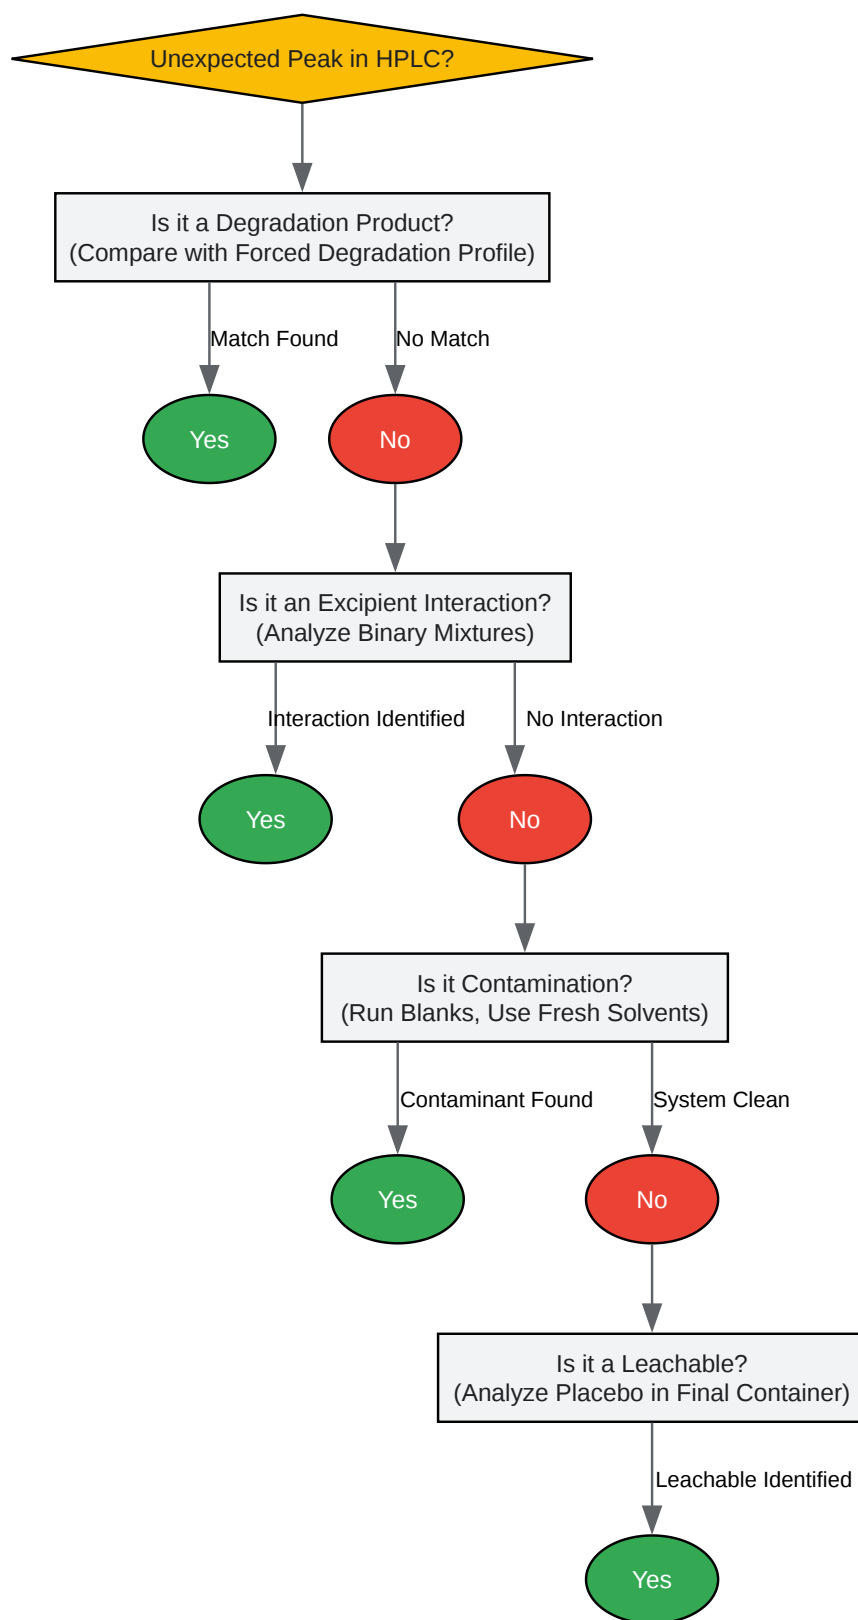 Unexpected Peak in HPLC?
Is it a Degradation Product?
(Compare with Forced Degradation Profile)
Match Found
No Match
Yes
No
Is it an Excipient Interaction?
(Analyze Binary Mixtures)
Interaction Identified
No Interaction
Yes
No
Is it Contamination?
(Run Blanks, Use Fresh Solvents)
Contaminant Found
System Clean
Yes
No
Is it a Leachable?
(Analyze Placebo in Final Container)
Leachable Identified
Yes